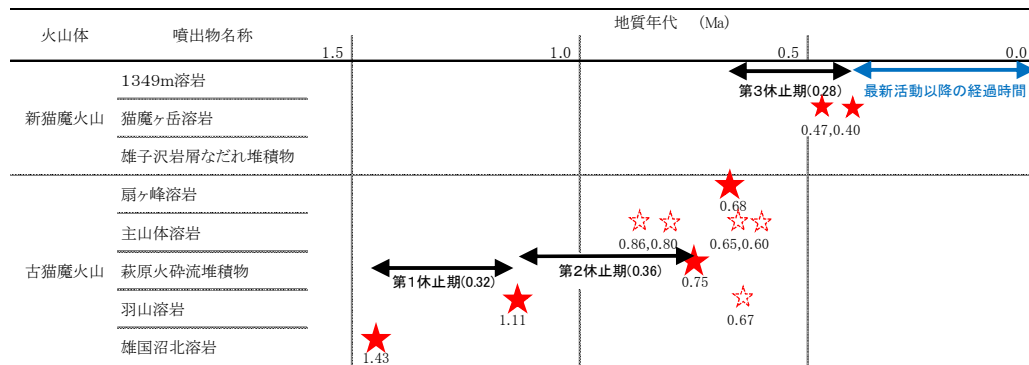 火山体 噴出物名称 地質年代 (Ma)
1.5 1.0 0.5 0.0
1349m溶岩
第3休止期(0.28) 最新活動以降の経過時間
新猫魔火山 猫魔ヶ岳溶岩
0.47,0.40
雄子沢岩屑なだれ堆積物
扇ヶ峰溶岩
0.68
主山体溶岩
0.86,0.80 0.65,0.60
古猫魔火山 萩原火砕流堆積物
第1休止期(0.32) 第2休止期(0.36) 0.75
羽山溶岩
1.11 0.67
雄国沼北溶岩
1.43